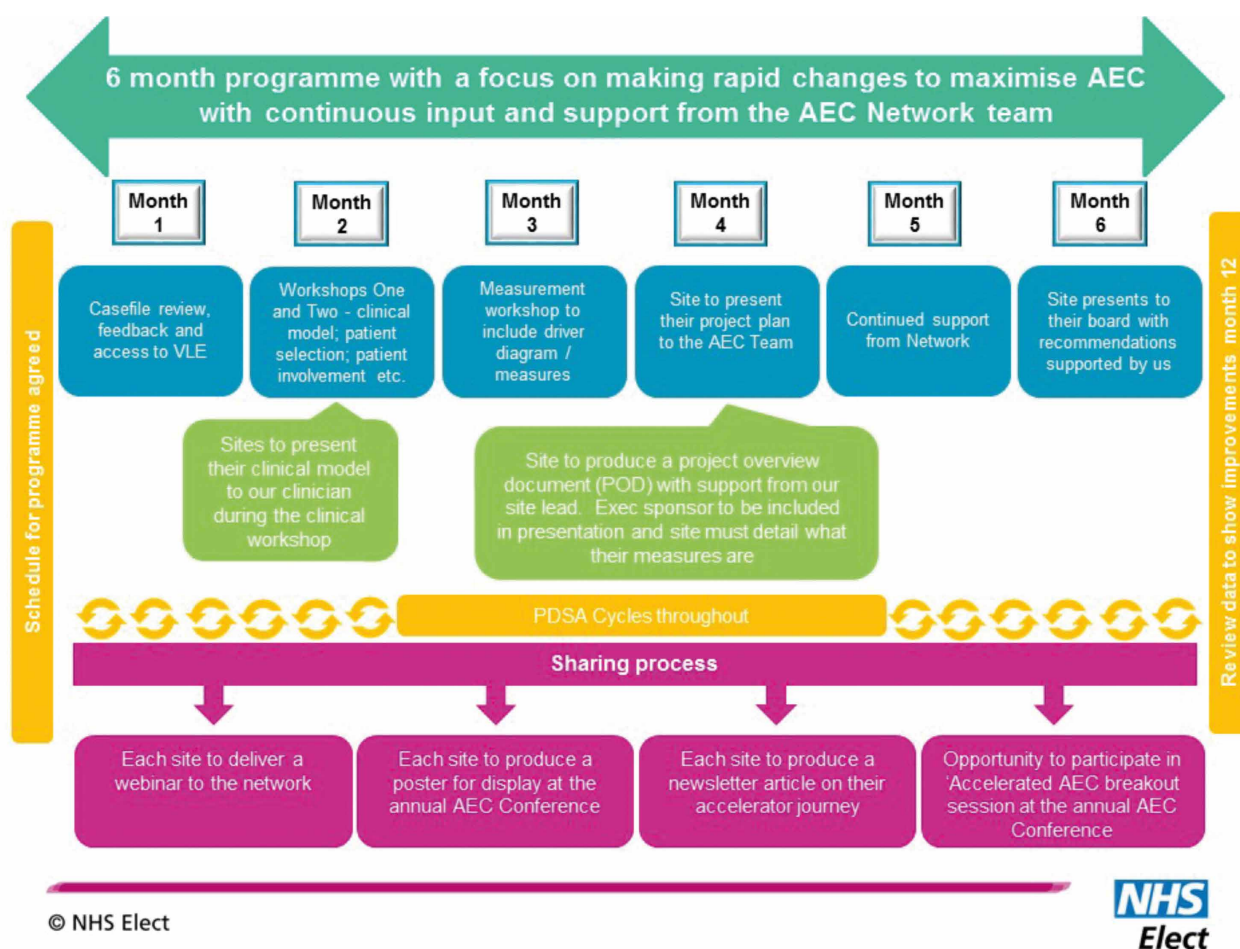 6 month programme with a focus on making rapid changes to maximise AEC
with continuous input and support from the AEC Network team
Month
1
Month
2
Month
3
Month
4
Month
5
Month
6
Schedule for programme agreed
Casefile review,
feedback and
access to VLE
Workshops One
and Two - clinical
model; patient
selection; patient
involvement etc.
Measurement
workshop to
include driver
diagram /
measures
Site to present
their project plan
to the AEC Team
Continued support
from Network
Site presents to
their board with
recommendations
supported by us
Review data to show improvements month 12
Sites to present
their clinical model
to our clinician
during the clinical
workshop
Site to produce a project overview
document (POD) with support from our
site lead. Exec sponsor to be included
in presentation and site must detail what
their measures are
PDSA Cycles throughout
Sharing process
Each site to deliver a
webinar to the network
Each site to produce a
poster for display at the
annual AEC Conference
Each site to produce a
newsletter article on their
accelerator journey
Opportunity to participate in
'Accelerated AEC breakout
session at the annual AEC
Conference
© NHS Elect
NHS
Elect